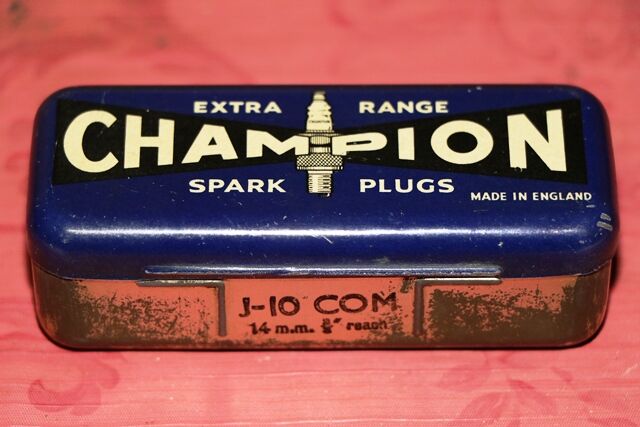 EXTRA RANGE
CHAMPION
SPARK PLUGS
MADE IN ENGLAND
J-10 COM
14 m.m. ⅜" reach